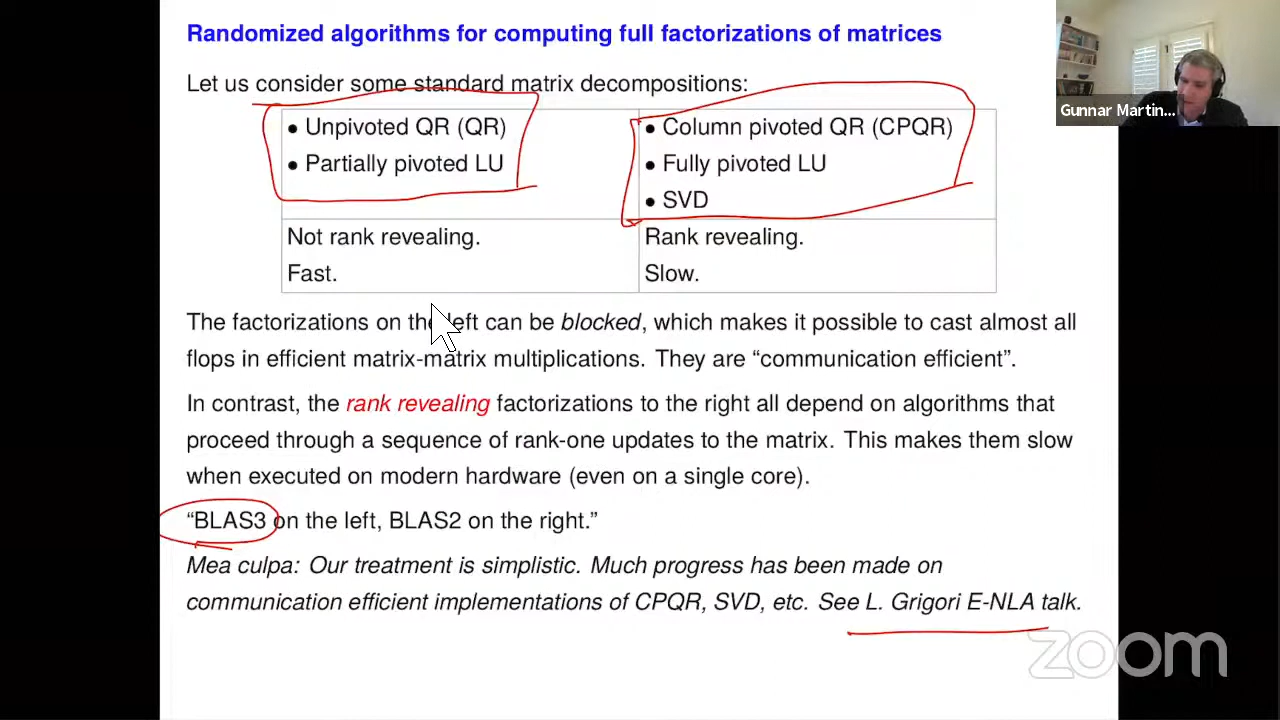 Randomized algorithms for computing full factorizations of matrices
Let us consider some standard matrix decompositions:
• Unpivoted QR (QR)
• Partially pivoted LU
• Column pivoted QR (CPQR)
• Fully pivoted LU
• SVD
Not rank revealing.
Fast.
Rank revealing.
Slow.
The factorizations on the left can be blocked, which makes it possible to cast almost all
flops in efficient matrix-matrix multiplications. They are “communication efficient”.
In contrast, the rank revealing factorizations to the right all depend on algorithms that
proceed through a sequence of rank-one updates to the matrix. This makes them slow
when executed on modern hardware (even on a single core).
“BLAS3 on the left, BLAS2 on the right.”
Mea culpa: Our treatment is simplistic. Much progress has been made on
communication efficient implementations of CPQR, SVD, etc. See L. Grigori E-NLA talk.
Gunnar Martin...
zoom